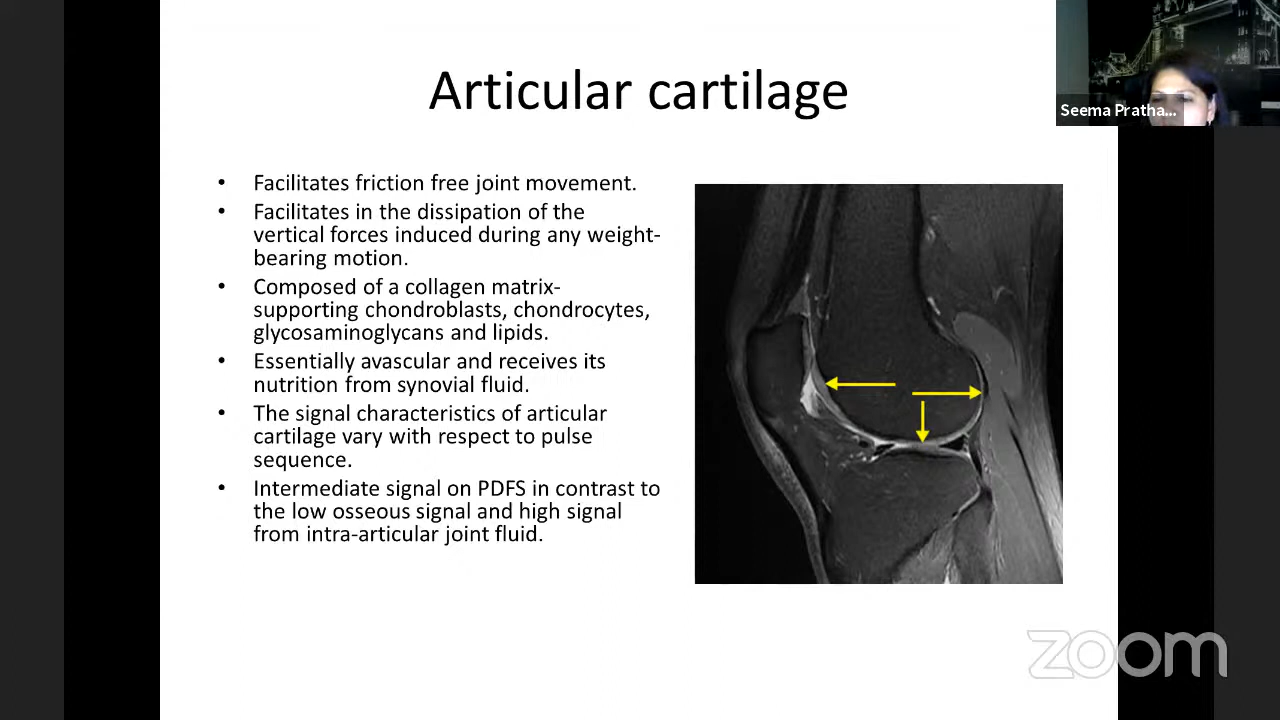 Articular cartilage
Seema Pratha...
• Facilitates friction free joint movement.
• Facilitates in the dissipation of the
vertical forces induced during any weight-
bearing motion.
• Composed of a collagen matrix-
supporting chondroblasts, chondrocytes,
glycosaminoglycans and lipids.
• Essentially avascular and receives its
nutrition from synovial fluid.
• The signal characteristics of articular
cartilage vary with respect to pulse
sequence.
• Intermediate signal on PDFS in contrast to
the low osseous signal and high signal
from intra-articular joint fluid.
zoom